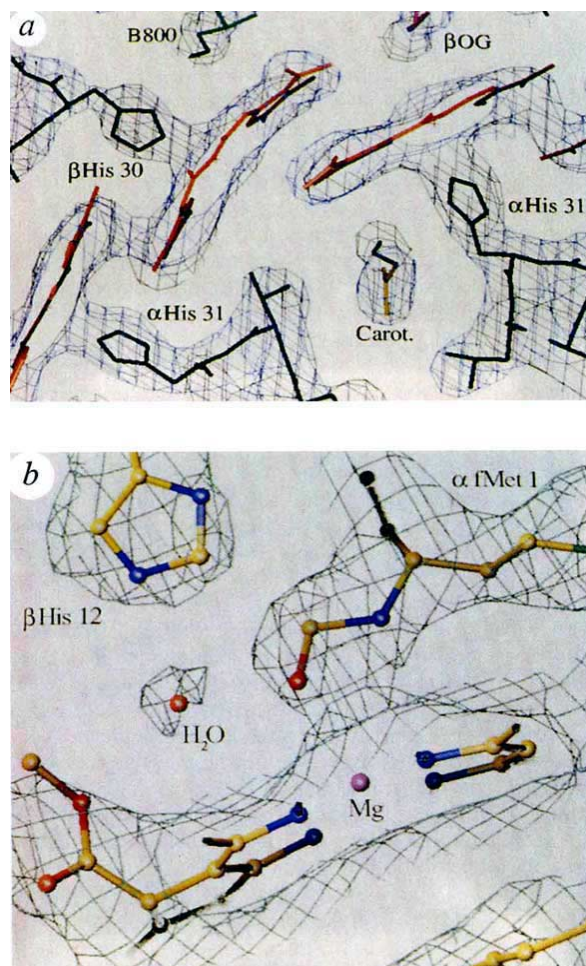 a
B800
βOG
βHis 30
αHis 31
αHis 31
Carot.
b
α fMet 1
βHis 12
H₂O
Mg